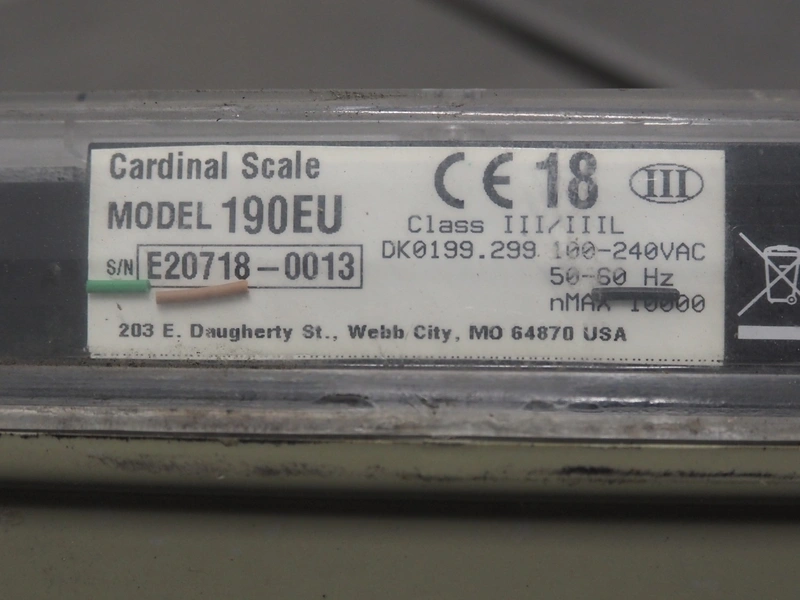 Cardinal Scale
MODEL 190EU
S/N E20718-0013
CE 18 III
Class III/IIIL
DK0199.299 100-240VAC
50-60 Hz
nMAX 10000
203 E. Daugherty St., Webb City, MO 64870 USA